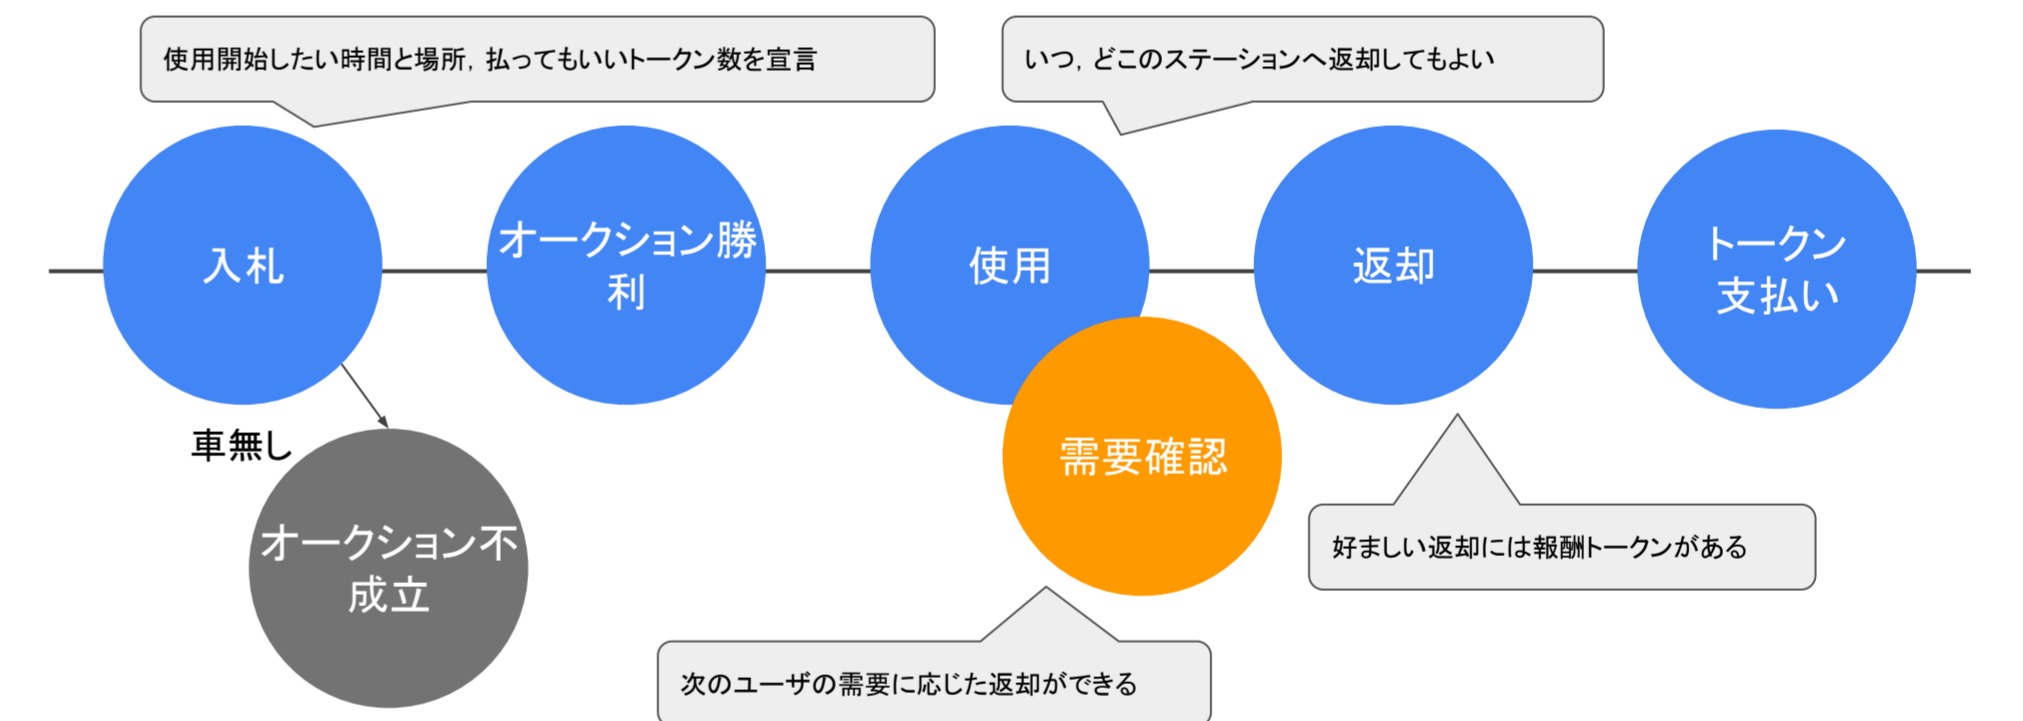 使用開始したい時間と場所，払ってもいいトークン数を宣言
いつ，どこのステーションへ返却してもよい
入札
オークション勝
利
使用
返却
トークン
支払い
車無し
オークション不
成立
需要確認
好ましい返却には報酬トークンがある
次のユーザの需要に応じた返却ができる